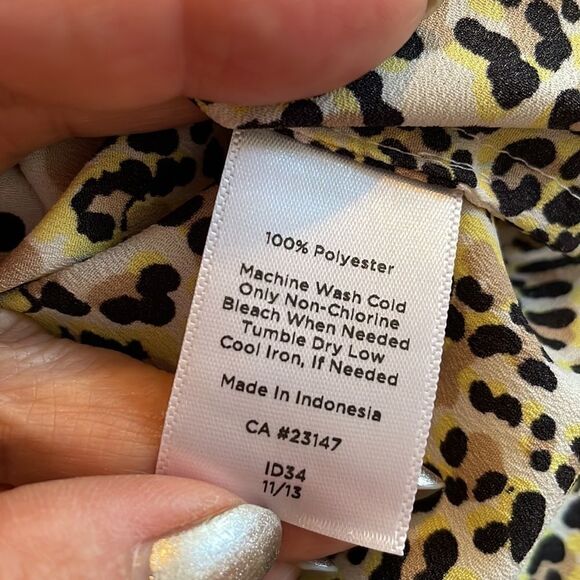 100% Polyester
Machine Wash Cold
Only Non-Chlorine
Bleach When Needed
Tumble Dry Low
Cool Iron, If Needed
Made In Indonesia
CA #23147
ID34
11/13